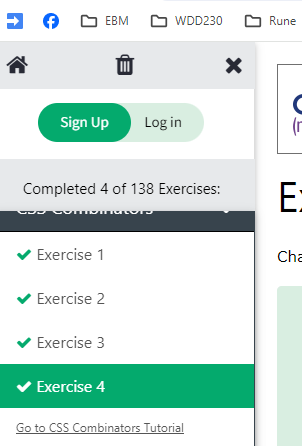 EBM WDD230 Rune
Sign Up Log in
Completed 4 of 138 Exercises:
CSS Combinators
Exercise 1
Exercise 2
Exercise 3
Exercise 4
Go to CSS Combinators Tutorial
Ex
Cha